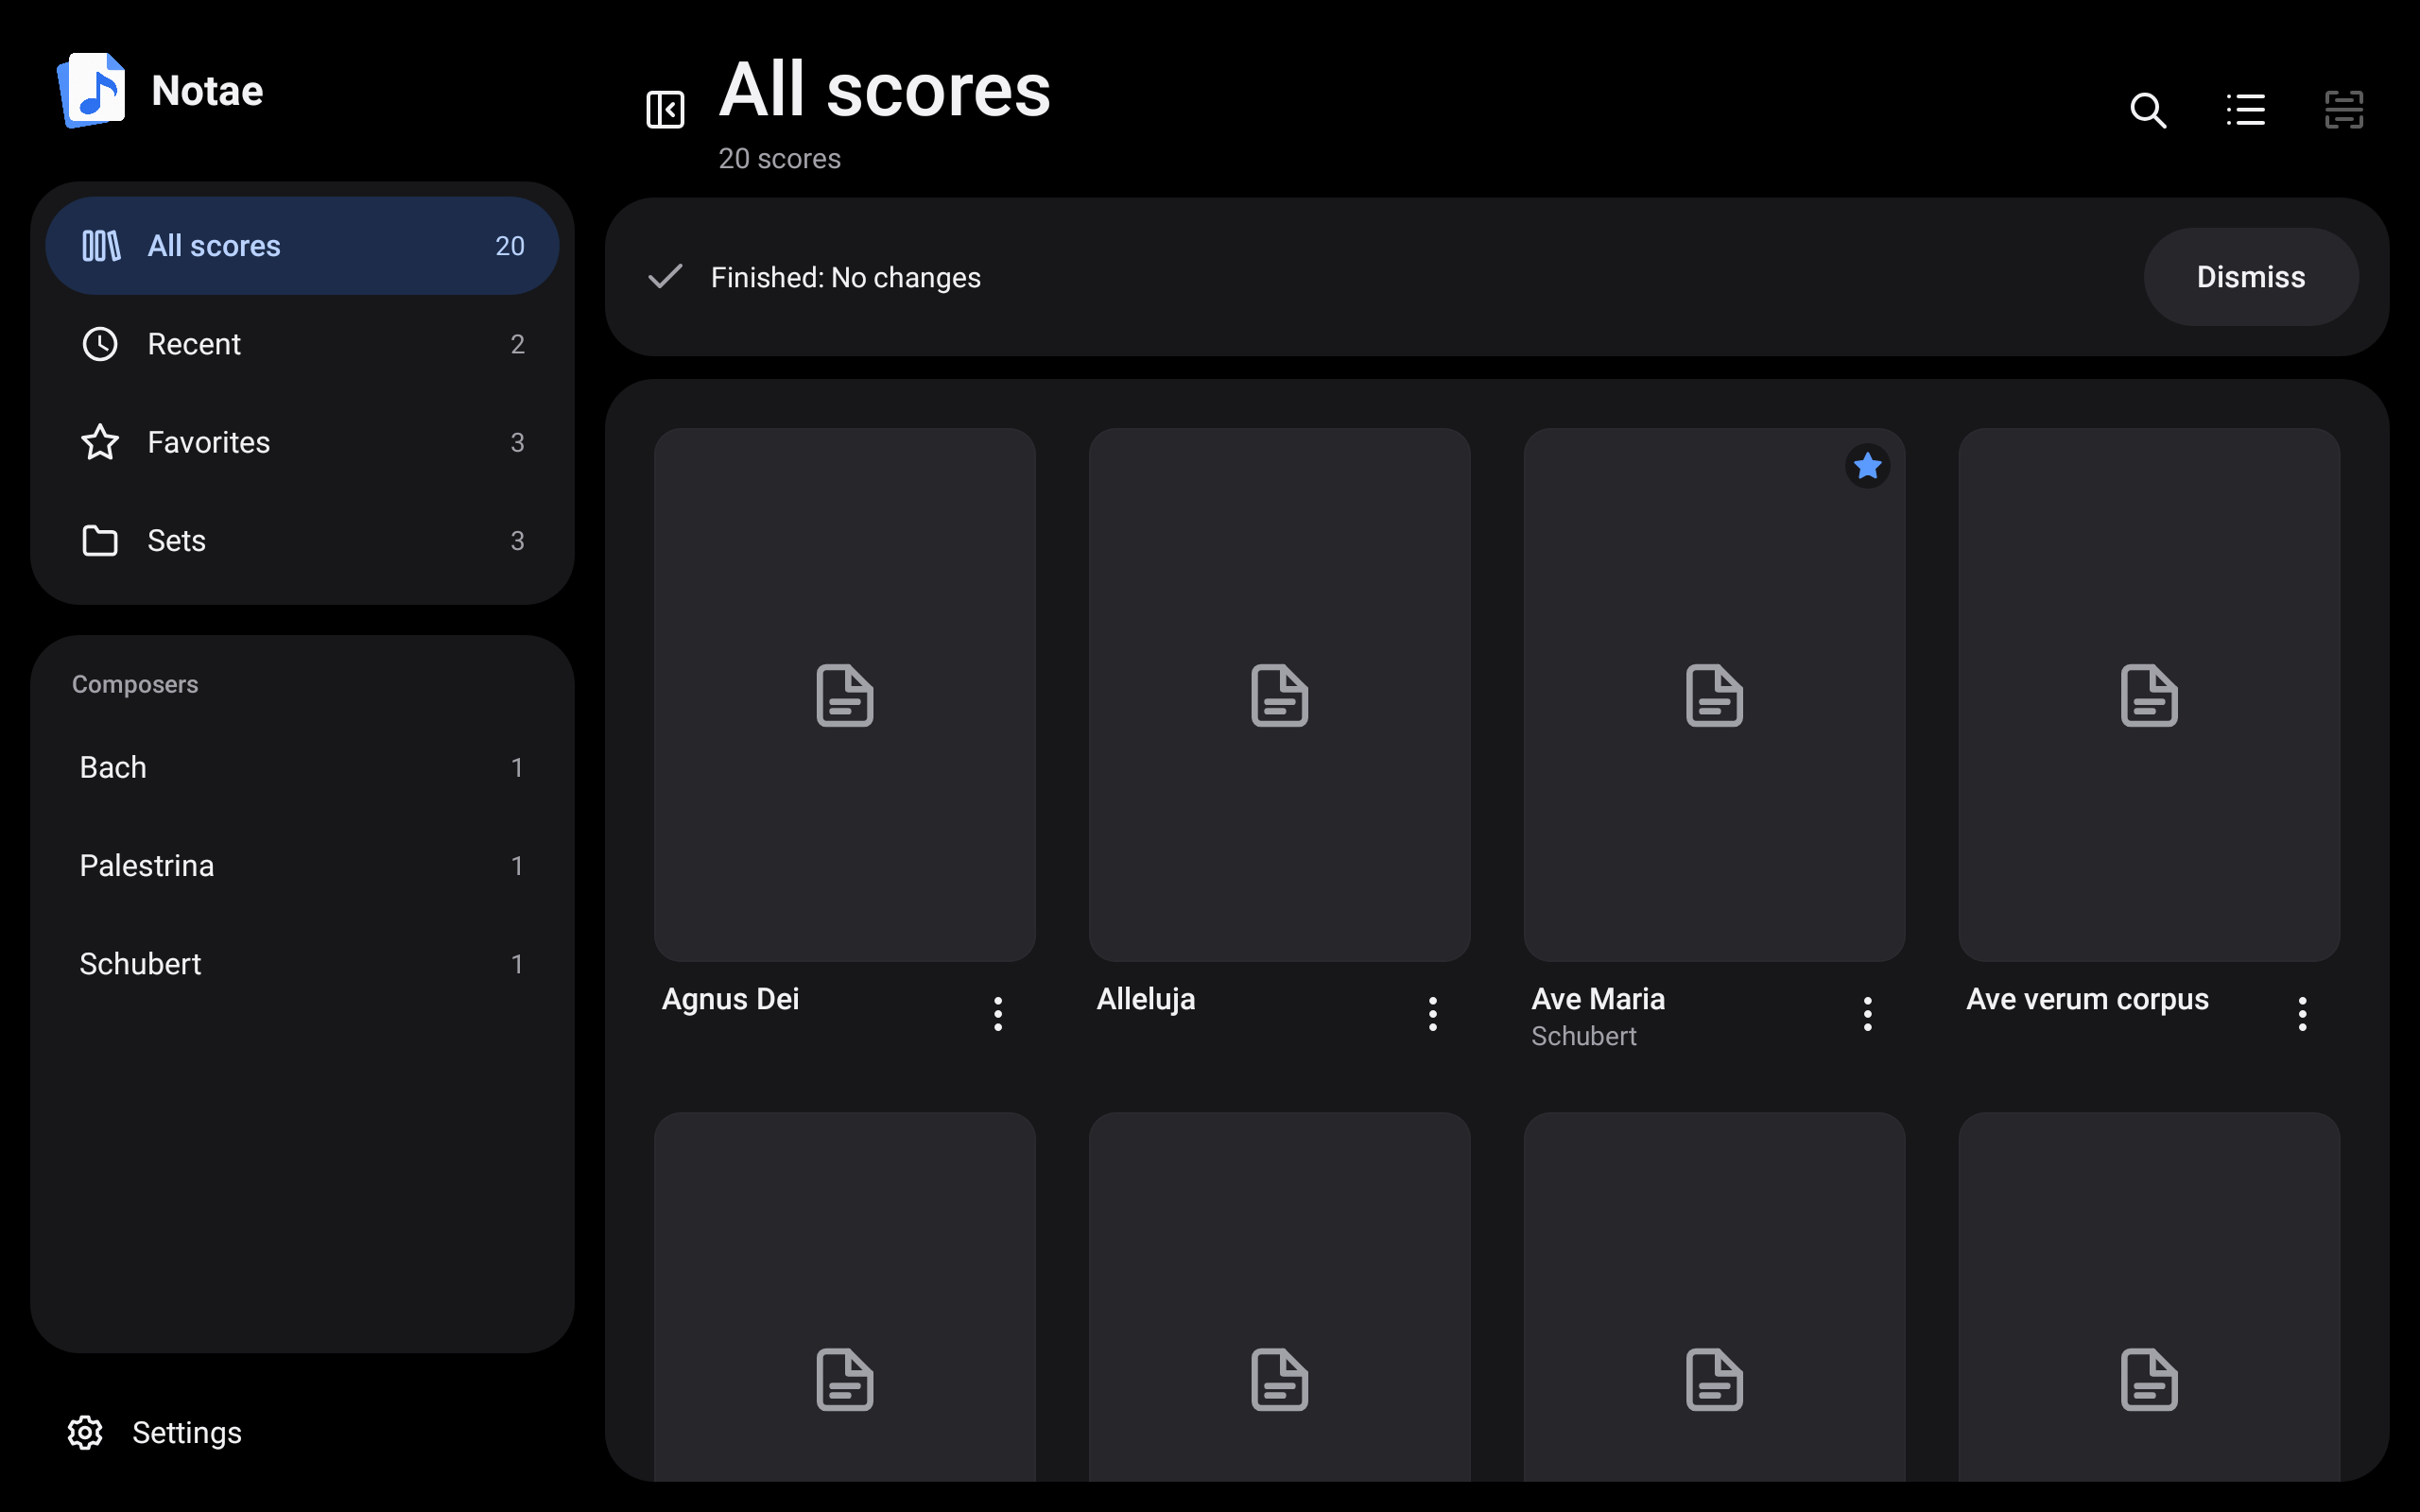 Notae
All scores 20
Recent 2
Favorites 3
Sets 3
Composers
Bach 1
Palestrina 1
Schubert 1
Settings
All scores
20 scores
Finished: No changes
Dismiss
Agnus Dei
Alleluja
Ave Maria
Schubert
Ave verum corpus